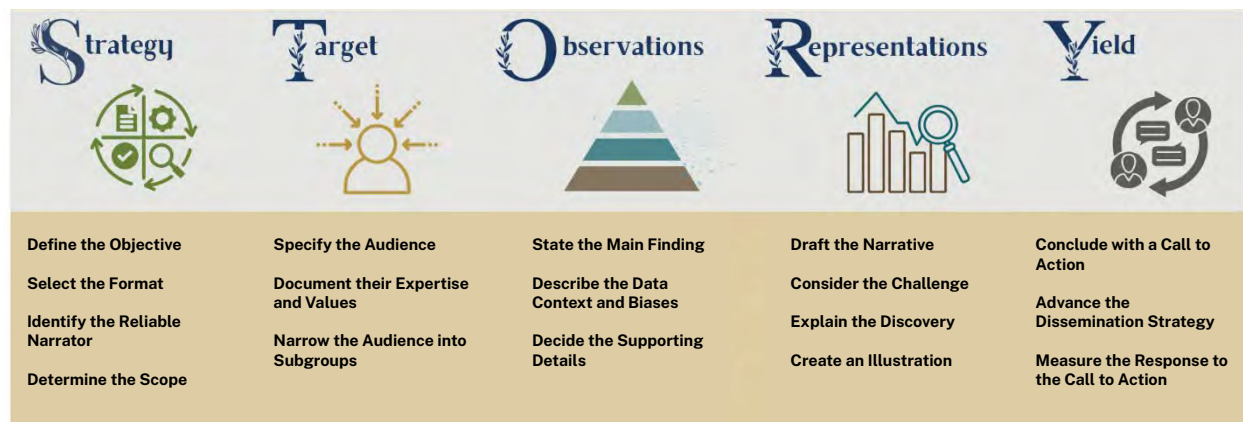 Strategy
Target
Observations
Representations
Yield
Define the Objective
Select the Format
Identify the Reliable
Narrator
Determine the Scope
Specify the Audience
Document their Expertise
and Values
Narrow the Audience into
Subgroups
State the Main Finding
Describe the Data
Context and Biases
Decide the Supporting
Details
Draft the Narrative
Consider the Challenge
Explain the Discovery
Create an Illustration
Conclude with a Call to
Action
Advance the
Dissemination Strategy
Measure the Response to
the Call to Action